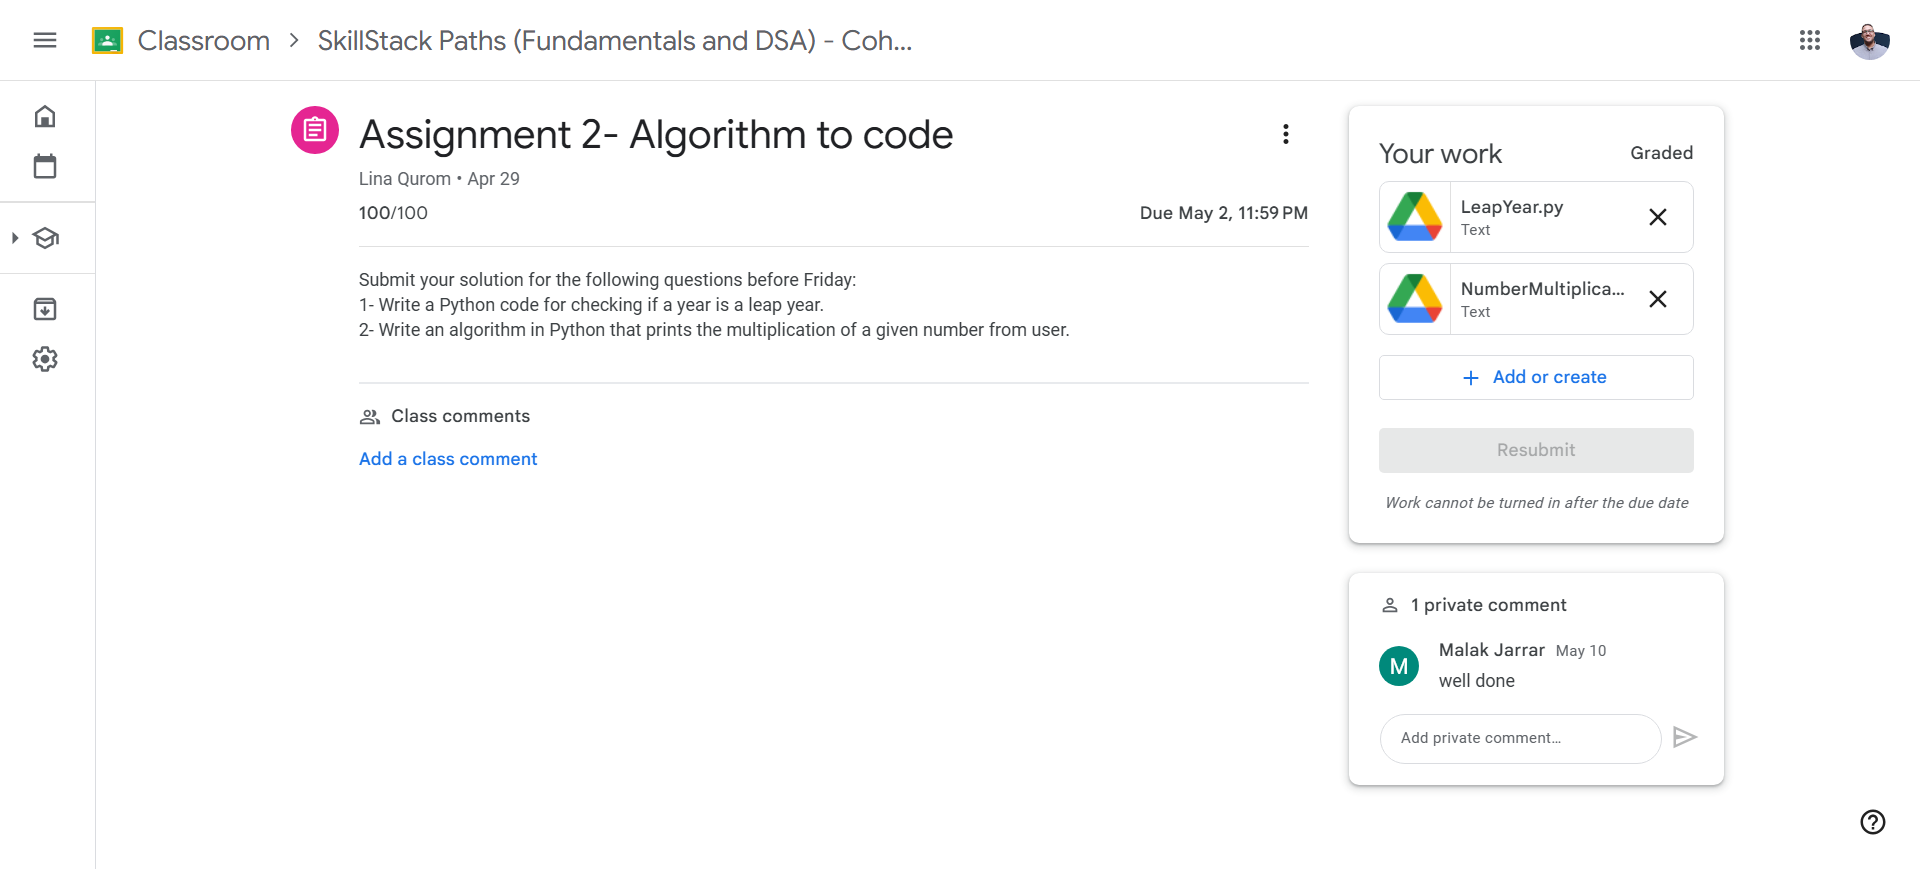 Classroom > SkillStack Paths (Fundamentals and DSA) - Coh...
Assignment 2- Algorithm to code
Lina Qurom • Apr 29
100/100
Due May 2, 11:59 PM
Submit your solution for the following questions before Friday:
1- Write a Python code for checking if a year is a leap year.
2- Write an algorithm in Python that prints the multiplication of a given number from user.
Class comments
Add a class comment
Your work
Graded
LeapYear.py
Text
NumberMultiplica...
Text
+ Add or create
Resubmit
Work cannot be turned in after the due date
1 private comment
M
Malak Jarrar May 10
well done
Add private comment...